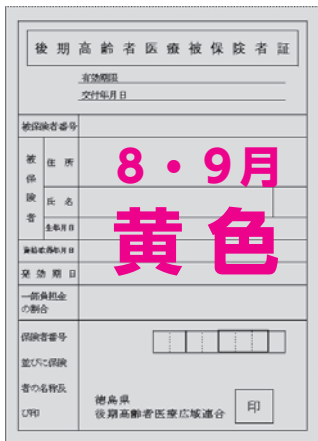 後期高齢者医療被保険者証
有効期限
交付年月日
被保険者番号
被保険者
住所
8・9月
氏名
黄色
生年月日
資格取得年月日
発効期日
一部負担金
の割合
保険者番号
並びに保険
者の名称及
び印
徳島県
後期高齢者医療広域連合
印